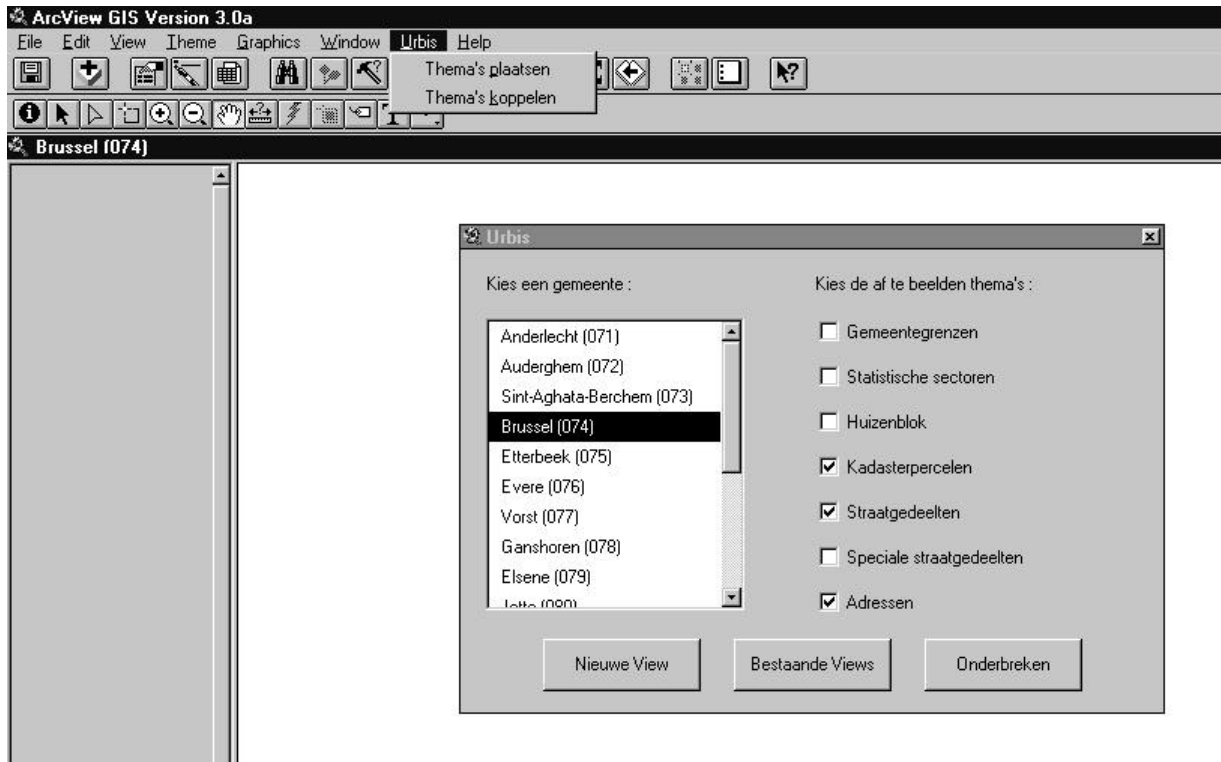 ArcView GIS Version 3.0a
File Edit View Theme Graphics Window Urbis Help
Thema's plaatsen
Thema's koppelen
Brussel (074)
Urbis
Kies een gemeente :
Anderlecht (071)
Auderghem (072)
Sint-Aghata-Berchem (073)
Brussel (074)
Etterbeek (075)
Evere (076)
Vorst (077)
Ganshoren (078)
Elsene (079)
Kies de af te beelden thema's :
Gemeentegrenzen
Statistische sectoren
Huizenblok
Kadasterpercelen
Straatgedeelten
Speciale straatgedeelten
Adressen
Nieuwe View
Bestaande Views
Onderbreken